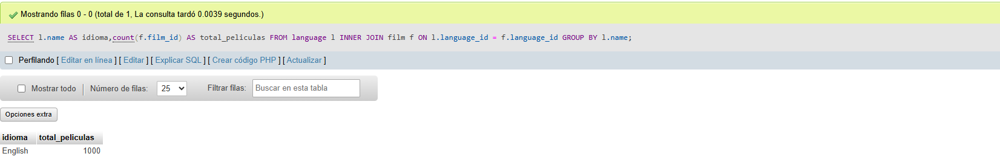 Mostrando filas 0 - 0 (total de 1, La consulta tardó 0.0039 segundos.)
SELECT l.name AS idioma,count(f.film_id) AS total_peliculas FROM language l INNER JOIN film f ON l.language_id = f.language_id GROUP BY l.name;
Perfilando [ Editar en línea ] [ Editar ] [ Explicar SQL ] [ Crear código PHP ] [ Actualizar ]
Mostrar todo | Número de filas: 25 Filtrar filas: Buscar en esta tabla
Opciones extra
idioma total_peliculas
English 1000